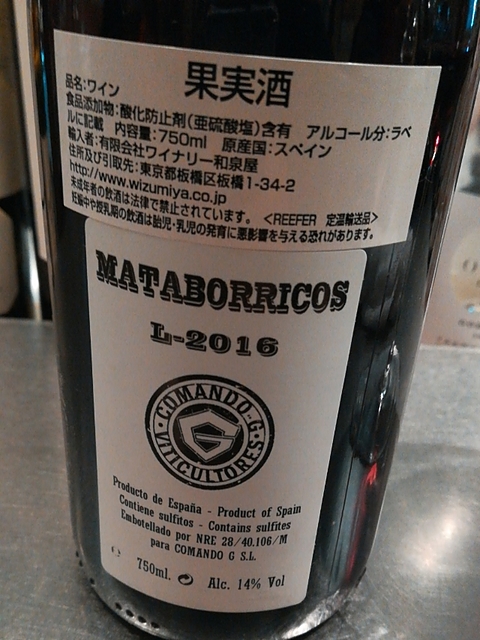 果実酒
品名:ワイン
食品添加物:酸化防止剤(亜硫酸塩)含有 アルコール分:ラベ
ルに記載 内容量:750ml 原産国:スペイン
輸入者:有限会社ワイナリー和泉屋
住所及び引取先:東京都板橋区板橋1-34-2
http://www.wizumiya.co.jp
未成年者の飲酒は法律で禁止されています。 <REEFER 定温輸送品>
妊娠中や授乳期の飲酒は胎児・乳児の発育に悪影響を与える恐れがあります。
MATABORRICOS
L-2016
COMANDO-G
VITICULTORES
G
Producto de España - Product of Spain
Contiene sulfitos - Contains sulfites
Embotellado por NRE 28/40.106/M
para COMANDO G S.L.
℮ 750ml. Alc. 14% Vol